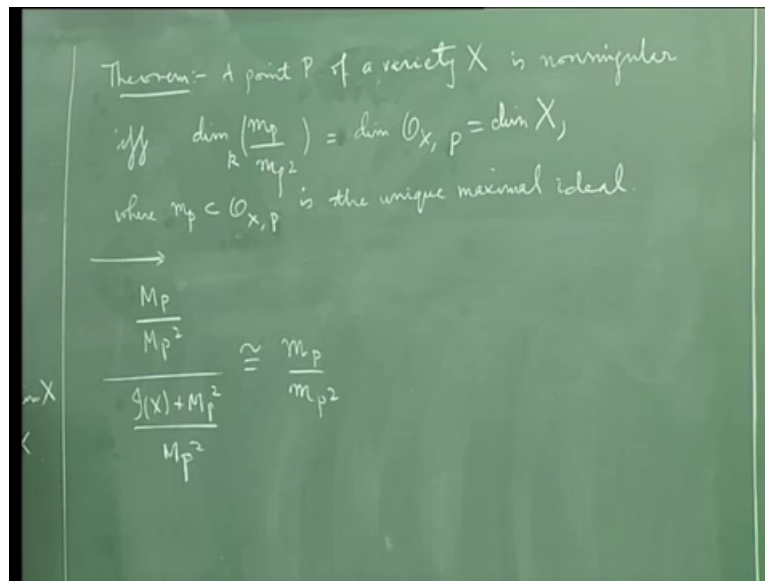 Theorem:- A point P of a variety X is nonsingular
iff dim_k (m_p / m_p^2) = dim O_{X, P} = dim X,
where m_p ⊂ O_{X, P} is the unique maximal ideal.
⟶
M_P
M_P^2
≅ m_p / m_p^2
I(X) + M_P^2
M_P^2
X